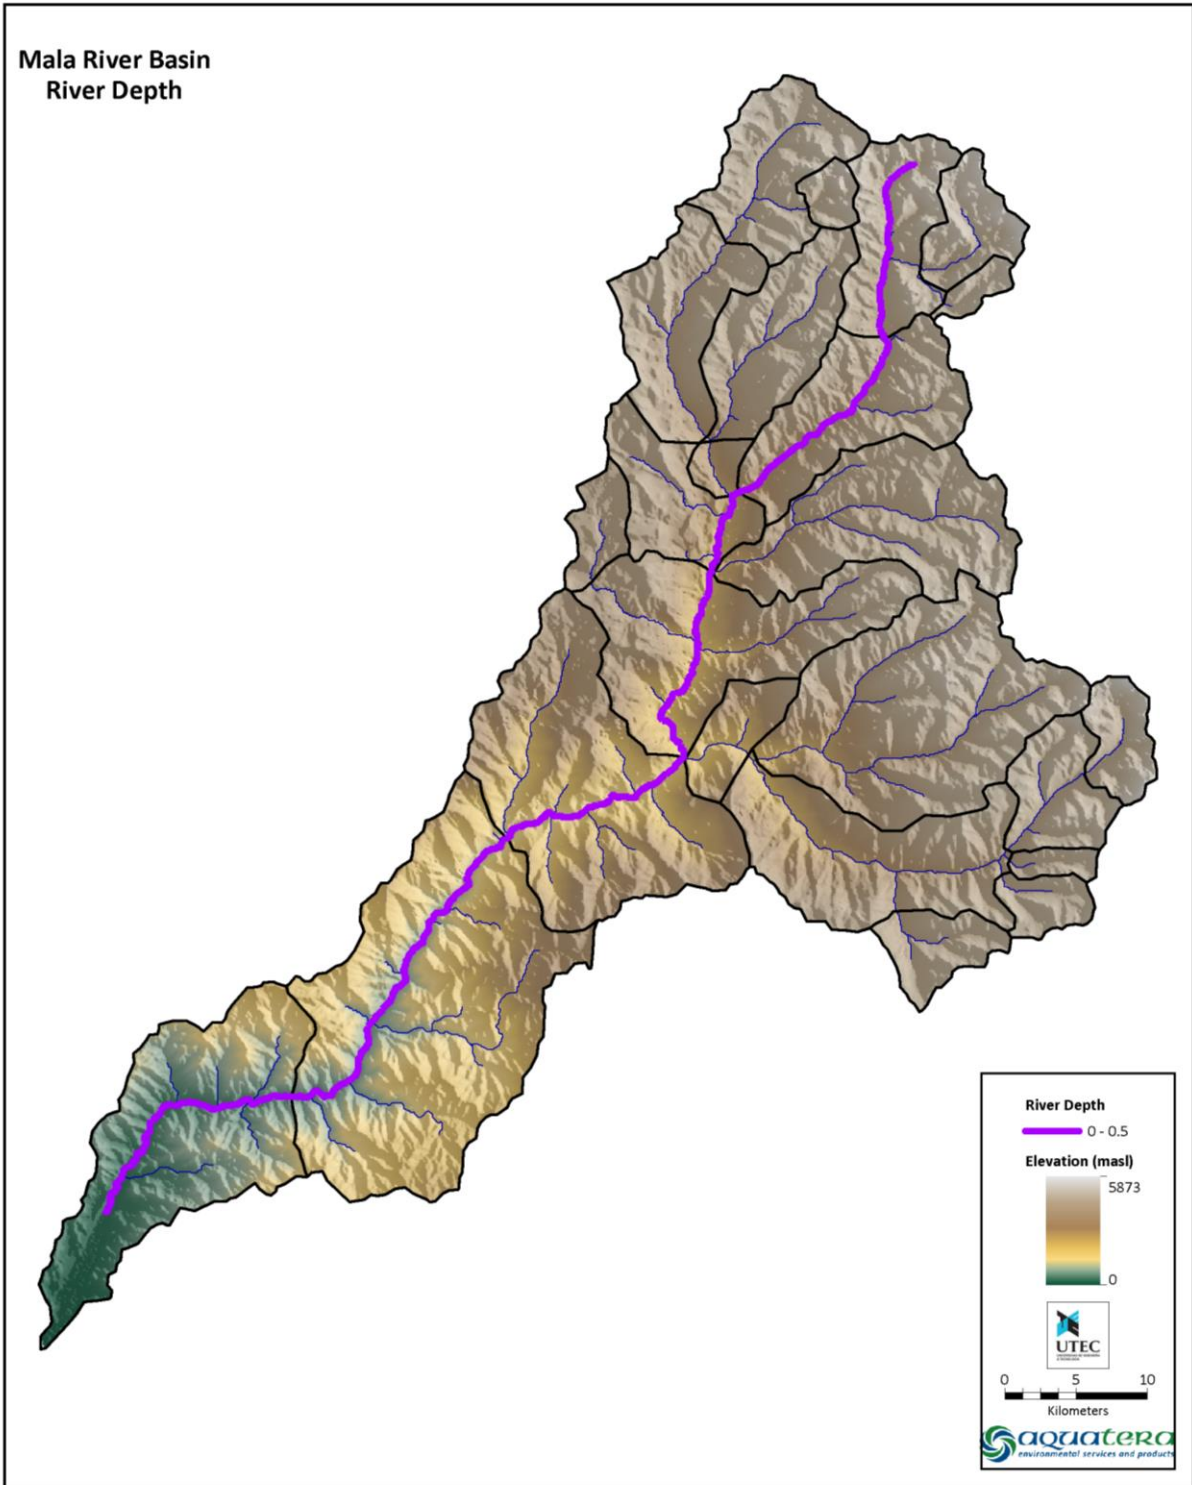 Mala River Basin
River Depth
River Depth
0 - 0.5
Elevation (masl)
5873
0
UTEC
0 5 10
Kilometers
aquatera
environmental services and products